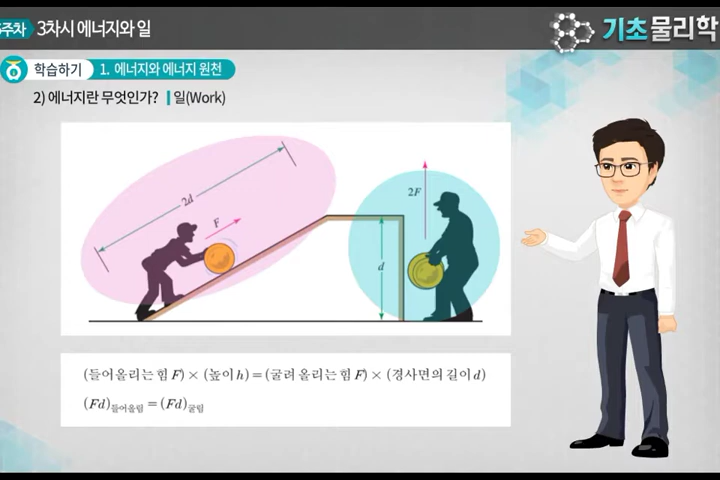 주차 3차시 에너지와 일
기초물리학
학습하기 1. 에너지와 에너지 원천
2) 에너지란 무엇인가? 일(Work)
2d
F
2F
d
(들어올리는 힘 F) × (높이 h) = (굴려 올리는 힘 F) × (경사면의 길이 d)
(Fd)들어올림 = (Fd)굴림